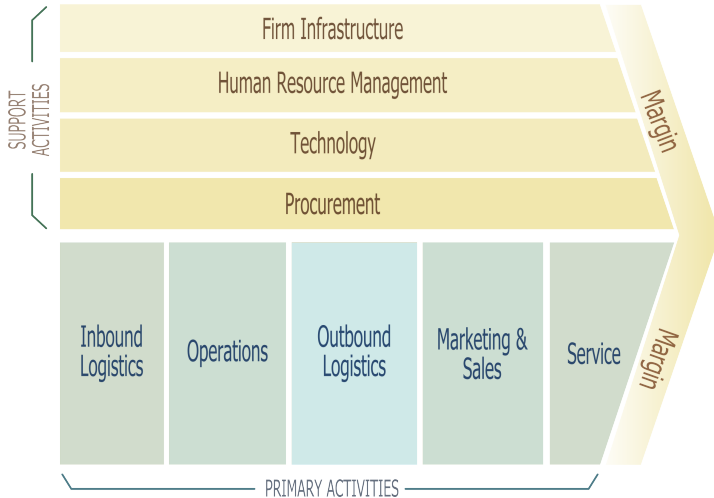 Firm Infrastructure
Human Resource Management
Technology
Procurement
SUPPORT
ACTIVITIES
Margin
Inbound
Logistics
Operations
Outbound
Logistics
Marketing &
Sales
Service
Margin
PRIMARY ACTIVITIES